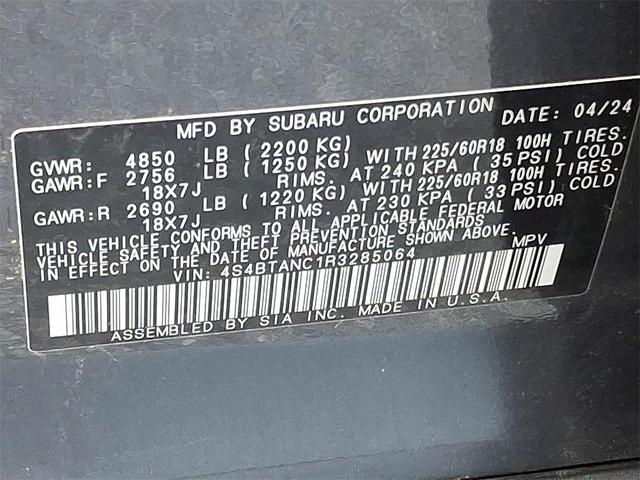 MFD BY SUBARU CORPORATION DATE: 04/24
GVWR: 4850 LB (2200 KG)
GAWR:F 2756 LB (1250 KG) WITH 225/60R18 100H TIRES.
18X7J RIMS. AT 240 KPA (35 PSI) COLD
GAWR:R 2690 LB (1220 KG) WITH 225/60R18 100H TIRES.
18X7J RIMS. AT 230 KPA (33 PSI) COLD
THIS VEHICLE CONFORMS TO ALL APPLICABLE FEDERAL MOTOR
VEHICLE SAFETY AND THEFT PREVENTION STANDARDS
IN EFFECT ON THE DATE OF MANUFACTURE SHOWN ABOVE.
VIN: 4S4BTANC1R3285064 MPV
ASSEMBLED BY SIA INC. MADE IN U.S.A.